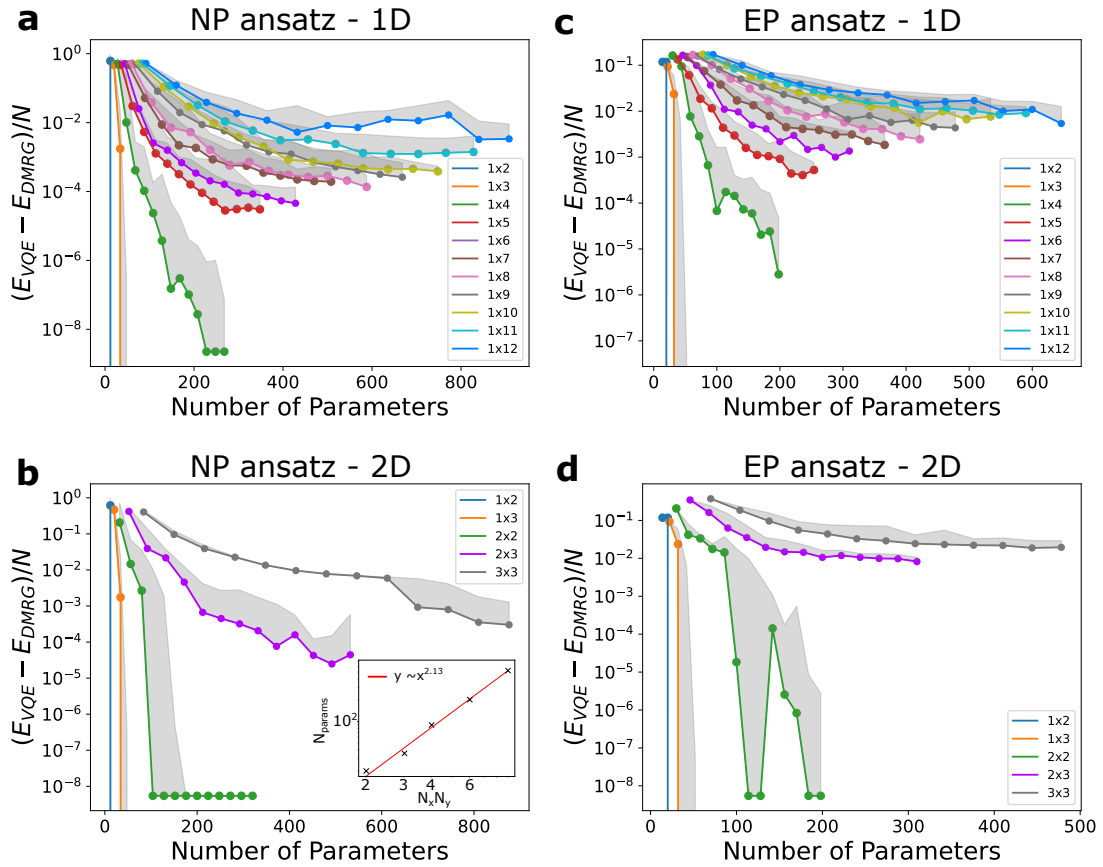 a
NP ansatz - 1D
(E_VQE − E_DMRG)/N
10^0
10^-2
10^-4
10^-6
10^-8
1x2
1x3
1x4
1x5
1x6
1x7
1x8
1x9
1x10
1x11
1x12
0 200 400 600 800
Number of Parameters
c
EP ansatz - 1D
(E_VQE − E_DMRG)/N
10^-1
10^-2
10^-3
10^-4
10^-5
10^-6
10^-7
1x2
1x3
1x4
1x5
1x6
1x7
1x8
1x9
1x10
1x11
1x12
0 100 200 300 400 500 600
Number of Parameters
b
NP ansatz - 2D
(E_VQE − E_DMRG)/N
10^0
10^-1
10^-2
10^-3
10^-4
10^-5
10^-6
10^-7
10^-8
1x2
1x3
2x2
2x3
3x3
y ~x^2.13
N_params
10^2
2 3 4 6
N_xN_y
0 200 400 600 800
Number of Parameters
d
EP ansatz - 2D
(E_VQE − E_DMRG)/N
10^-1
10^-2
10^-3
10^-4
10^-5
10^-6
10^-7
10^-8
1x2
1x3
2x2
2x3
3x3
0 100 200 300 400 500
Number of Parameters